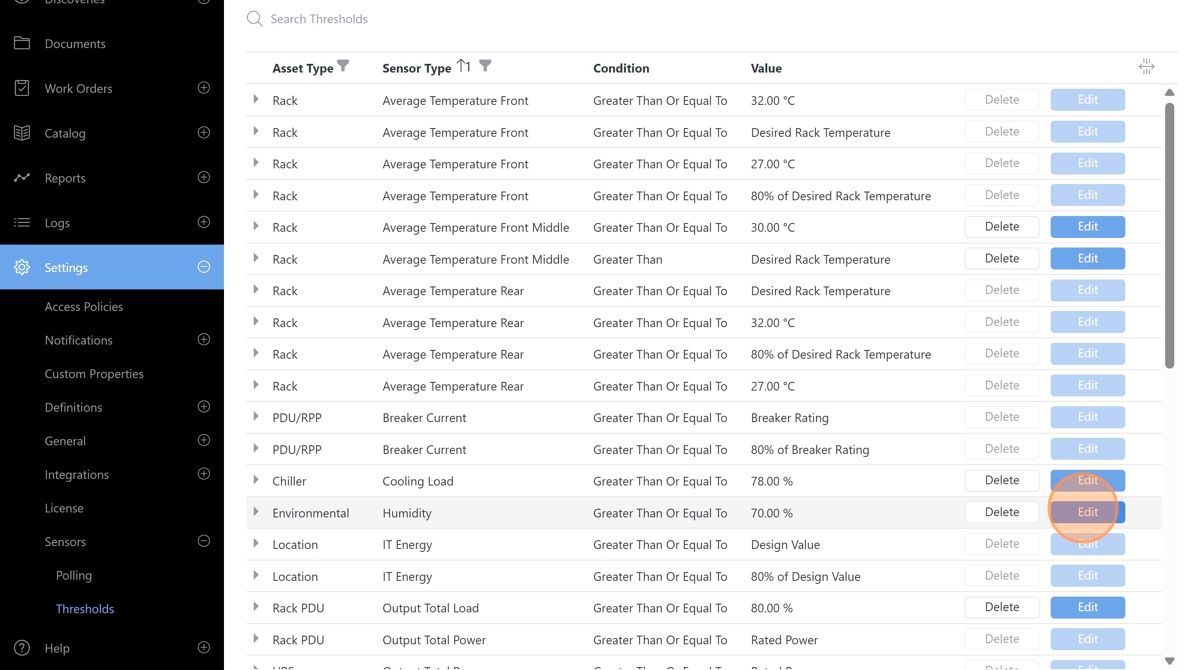 Discoveries
Documents
Work Orders
Catalog
Reports
Logs
Settings
Access Policies
Notifications
Custom Properties
Definitions
General
Integrations
License
Sensors
Polling
Thresholds
Help
Search Thresholds
Asset Type Sensor Type 1 Condition Value
Rack Average Temperature Front Greater Than Or Equal To 32.00 °C Delete Edit
Rack Average Temperature Front Greater Than Or Equal To Desired Rack Temperature Delete Edit
Rack Average Temperature Front Greater Than Or Equal To 27.00 °C Delete Edit
Rack Average Temperature Front Greater Than Or Equal To 80% of Desired Rack Temperature Delete Edit
Rack Average Temperature Front Middle Greater Than Or Equal To 30.00 °C Delete Edit
Rack Average Temperature Front Middle Greater Than Desired Rack Temperature Delete Edit
Rack Average Temperature Rear Greater Than Or Equal To Desired Rack Temperature Delete Edit
Rack Average Temperature Rear Greater Than Or Equal To 32.00 °C Delete Edit
Rack Average Temperature Rear Greater Than Or Equal To 80% of Desired Rack Temperature Delete Edit
Rack Average Temperature Rear Greater Than Or Equal To 27.00 °C Delete Edit
PDU/RPP Breaker Current Greater Than Or Equal To Breaker Rating Delete Edit
PDU/RPP Breaker Current Greater Than Or Equal To 80% of Breaker Rating Delete Edit
Chiller Cooling Load Greater Than Or Equal To 78.00 % Delete Edit
Environmental Humidity Greater Than Or Equal To 70.00 % Delete Edit
Location IT Energy Greater Than Or Equal To Design Value Delete Edit
Location IT Energy Greater Than Or Equal To 80% of Design Value Delete Edit
Rack PDU Output Total Load Greater Than Or Equal To 80.00 % Delete Edit
Rack PDU Output Total Power Greater Than Or Equal To Rated Power Delete Edit